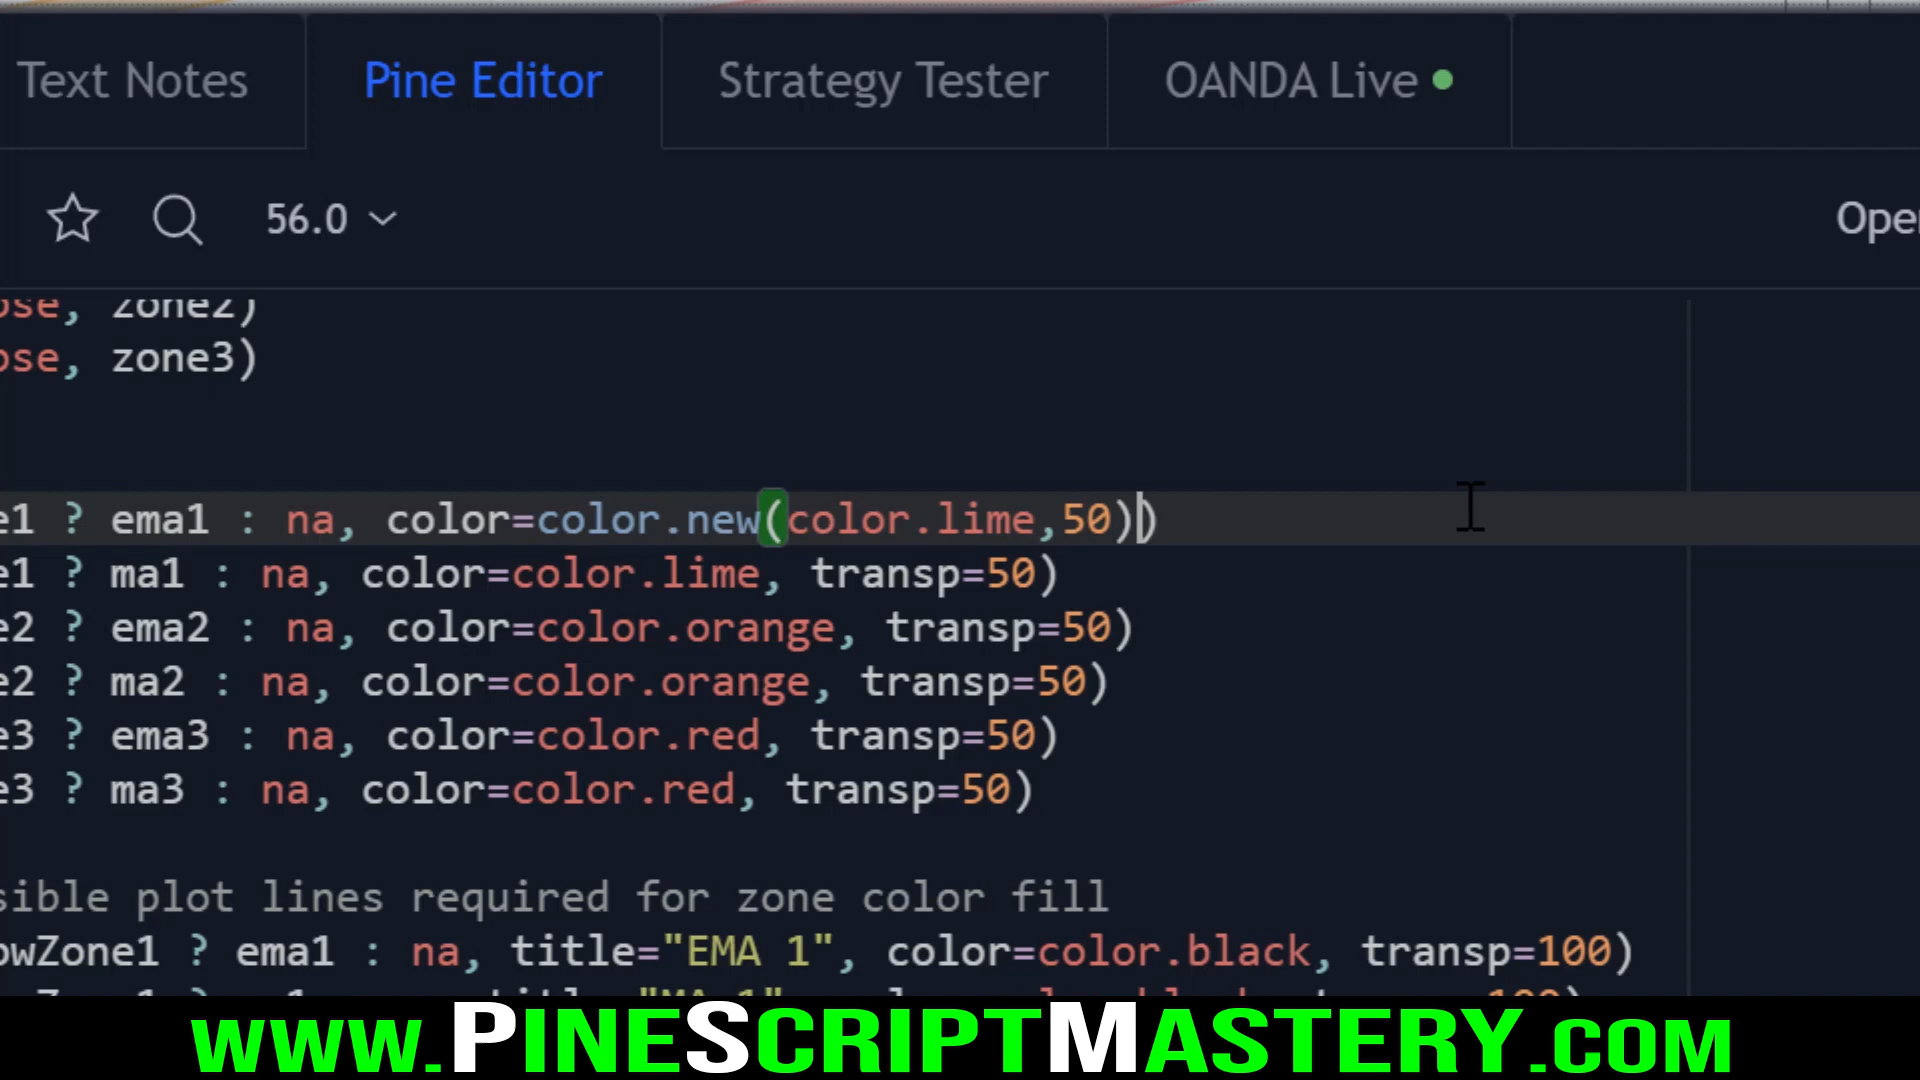 Text Notes Pine Editor Strategy Tester OANDA Live
56.0 Oper
ose, zone2)
ose, zone3)
e1 ? ema1 : na, color=color.new(color.lime,50))
e1 ? ma1 : na, color=color.lime, transp=50)
e2 ? ema2 : na, color=color.orange, transp=50)
e2 ? ma2 : na, color=color.orange, transp=50)
e3 ? ema3 : na, color=color.red, transp=50)
e3 ? ma3 : na, color=color.red, transp=50)
sible plot lines required for zone color fill
owZone1 ? ema1 : na, title="EMA 1", color=color.black, transp=100)
www.PineScriptMastery.com